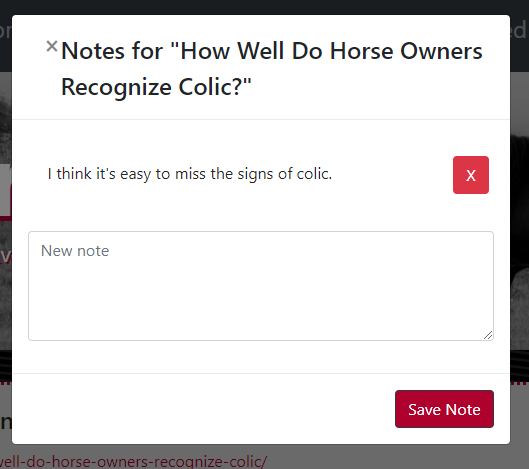 × Notes for "How Well Do Horse Owners
Recognize Colic?"
I think it's easy to miss the signs of colic.
X
New note
Save Note
well-do-horse-owners-recognize-colic/